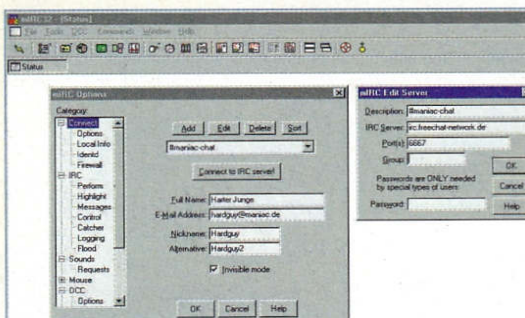 mIRC32 - [Status]
File Tools DCC Commands Window Help
Status
mIRC Options
Category:
Connect
Options
Local Info
Identd
Firewall
IRC
Perform
Highlight
Messages
Control
Catcher
Logging
Flood
Sounds
Requests
Mouse
DCC
Options
Add Edit Delete Sort
#maniac-chat
Connect to IRC server!
Full Name: Harter Junge
E-Mail Address: hardguy@maniac.de
Nickname: Hardguy
Alternative: Hardguy2
Invisible mode
OK Cancel Help
mIRC Edit Server
Description: #maniac-chat
IRC Server: irc.freechat-network.de
Port(s): 6667
Group:
Passwords are ONLY needed
by special types of users
Password:
OK
Cancel
Help